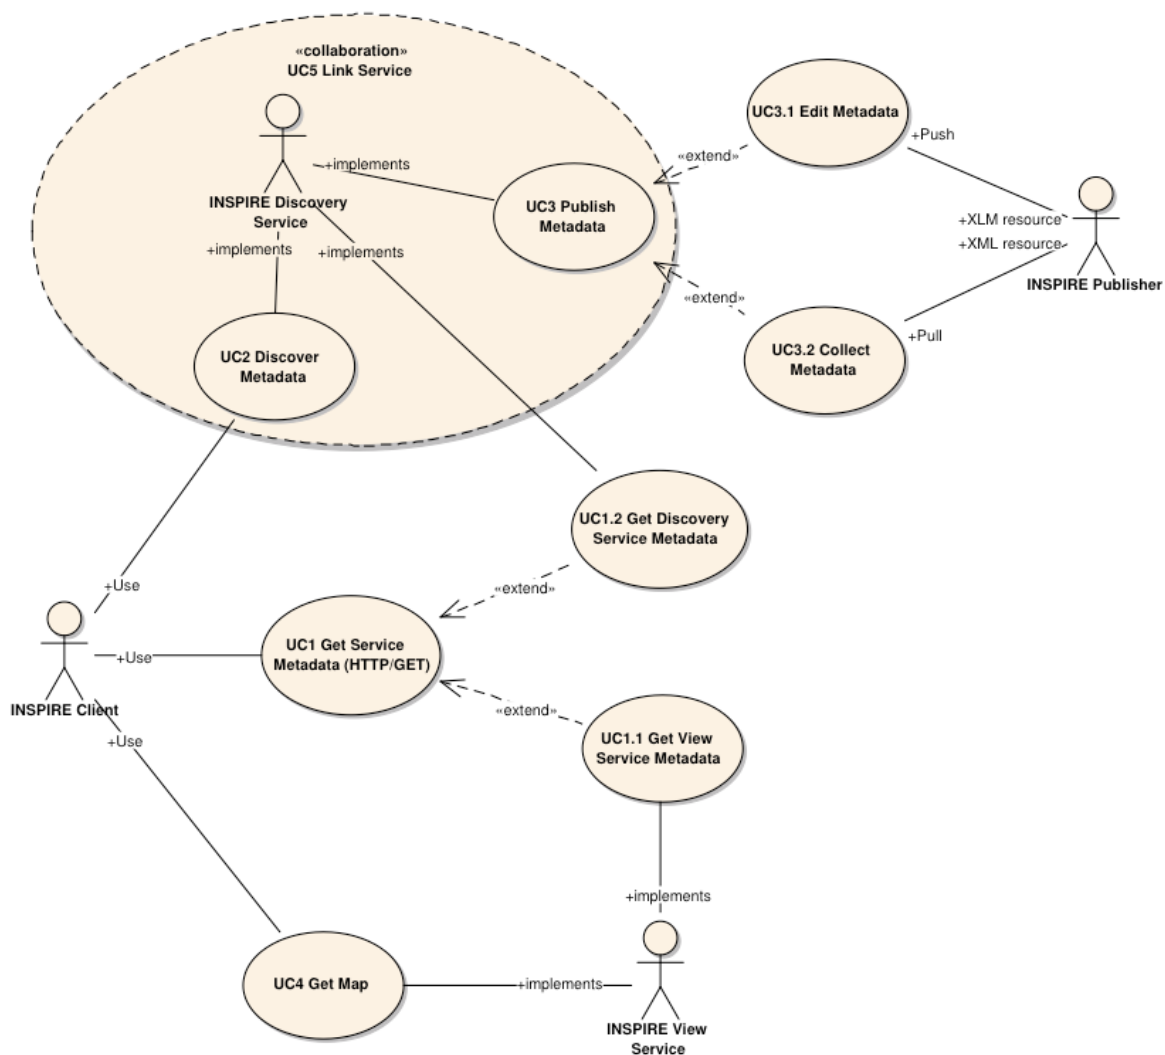 «collaboration»
UC5 Link Service
UC3.1 Edit Metadata
+Push
«extend»
+implements
INSPIRE Discovery
Service
UC3 Publish
Metadata
+XLM resource
+XML resource
INSPIRE Publisher
+implements
+implements
«extend»
+Pull
UC2 Discover
Metadata
UC3.2 Collect
Metadata
UC1.2 Get Discovery
Service Metadata
+Use
«extend»
UC1 Get Service
Metadata (HTTP/GET)
+Use
INSPIRE Client
«extend»
+Use
UC1.1 Get View
Service Metadata
+implements
UC4 Get Map
+implements
INSPIRE View
Service